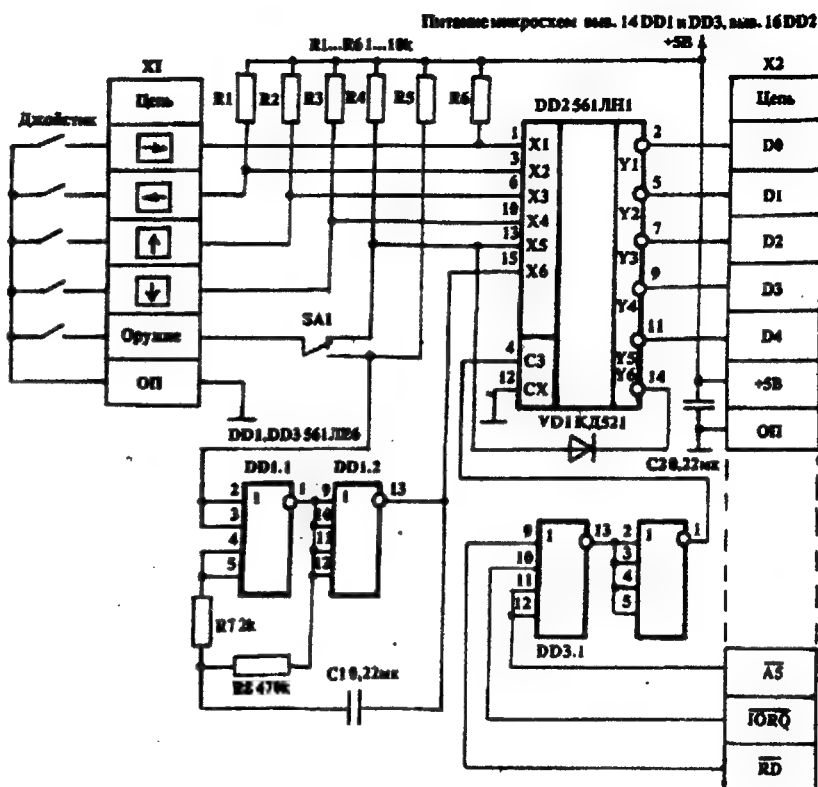 Питание микросхем выв. 14 DD1 и DD3, выв. 16 DD2
+5В
R1...R6 1...10k
X1
Цепь
Джойстик
Оружие
ОП
R1
R2
R3
R4
R5
R6
SA1
DD2 561ЛН1
1
3
6
10
13
15
4
12
X1
X2
X3
X4
X5
X6
C3
CX
Y1
Y2
Y3
Y4
Y5
Y6
2
5
7
9
11
14
X2
Цепь
D0
D1
D2
D3
D4
+5В
ОП
VD1 КД521
C2 0,22мк
DD1, DD3 561ЛЕ6
DD1.1
DD1.2
2
3
4
5
1
1
9
10
11
12
1
13
R7 2k
R8 470k
C1 0,22мк
9
10
11
12
1
13
2
3
4
5
1
1
DD3.1
A5
IORQ
RD